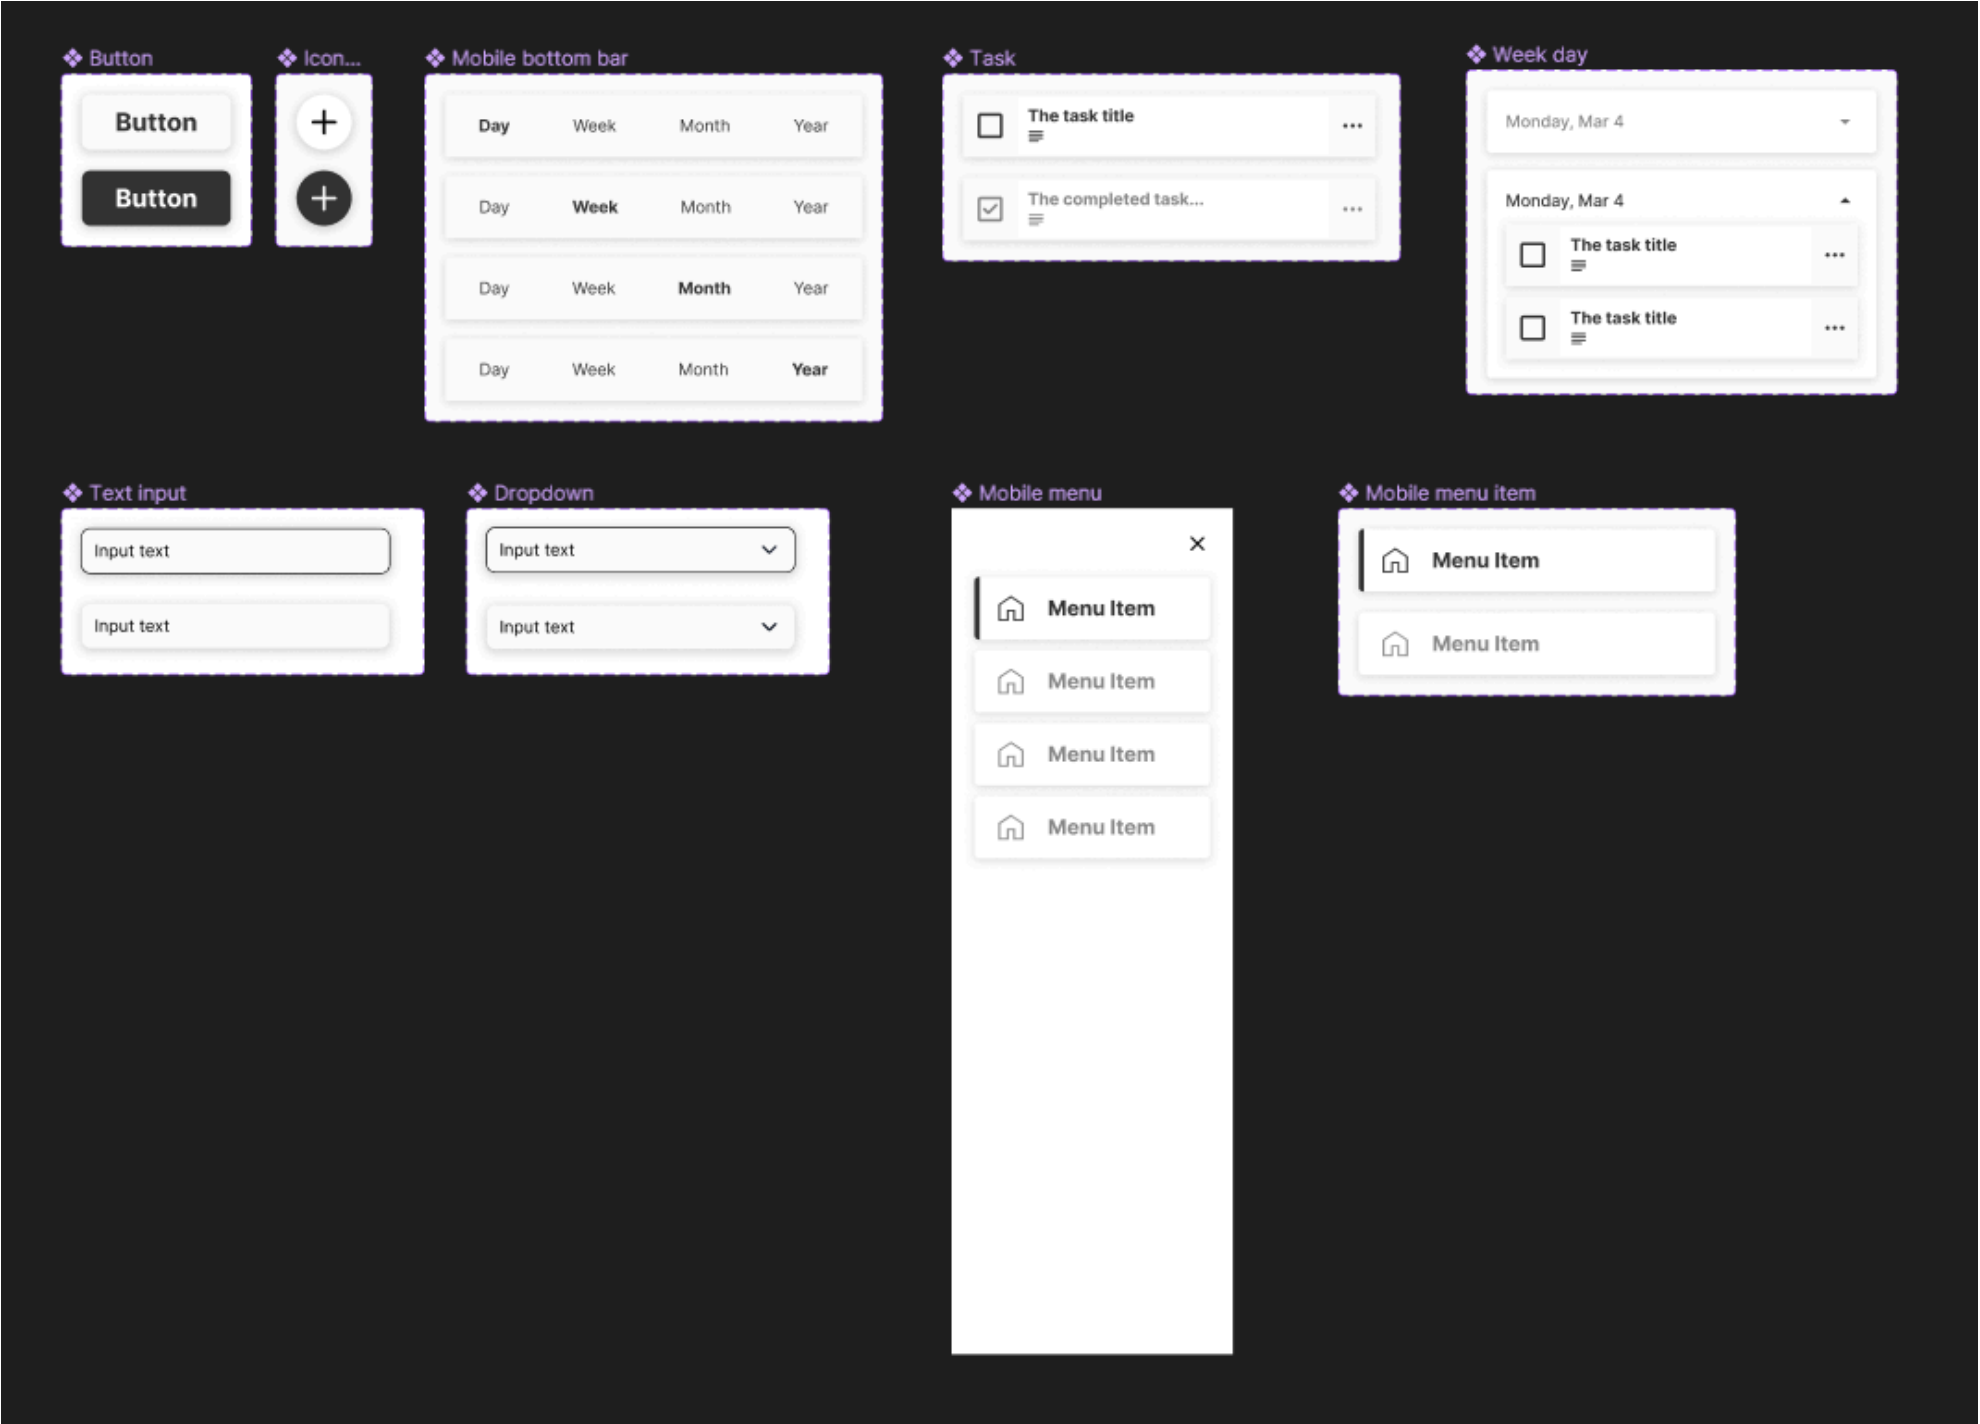 Button
Icon...
Mobile bottom bar
Task
Week day
Button
Button
Day Week Month Year
Day Week Month Year
Day Week Month Year
Day Week Month Year
The task title
The completed task...
Monday, Mar 4
Monday, Mar 4
The task title
The task title
Text input
Dropdown
Mobile menu
Mobile menu item
Input text
Input text
Input text
Input text
Menu Item
Menu Item
Menu Item
Menu Item
Menu Item
Menu Item